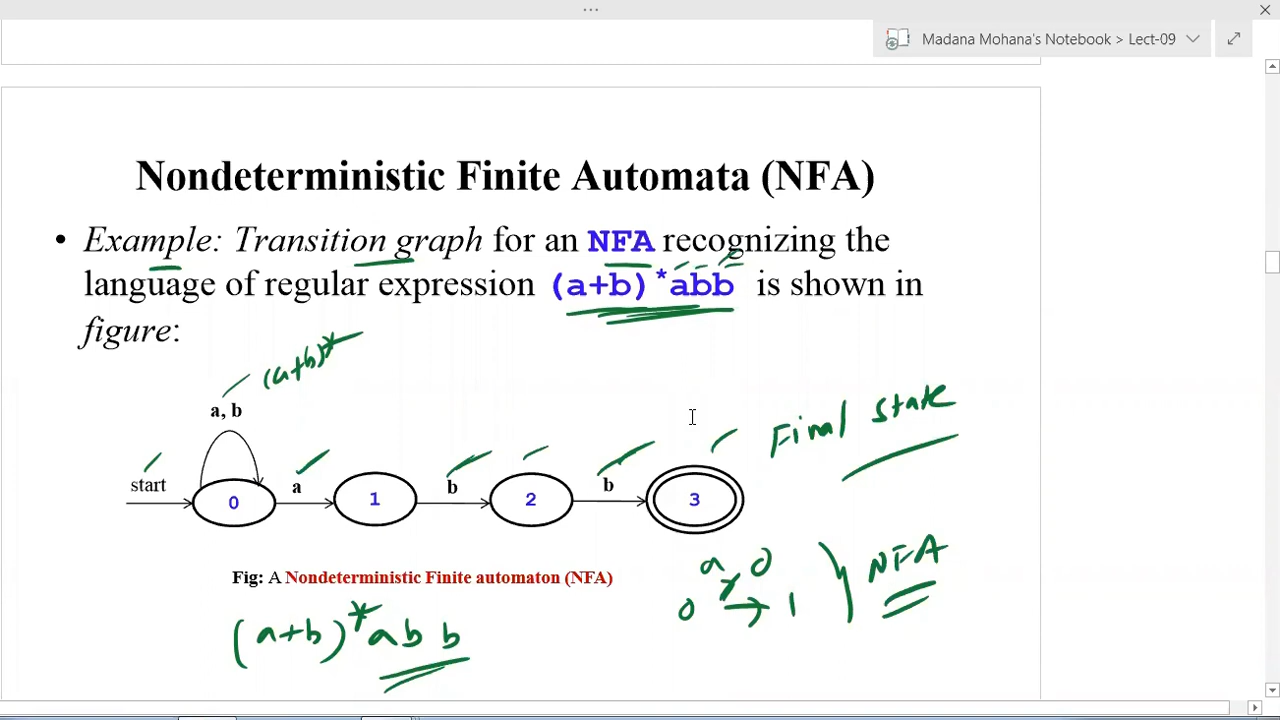 Madana Mohana's Notebook > Lect-09
Nondeterministic Finite Automata (NFA)
• Example: Transition graph for an NFA recognizing the
language of regular expression (a+b)*abb is shown in
figure:
(a+b)*
a, b
Final state
start
a
b
b
0
1
2
3
Fig: A Nondeterministic Finite automaton (NFA)
a 0
0 → 1
NFA
(a+b)*abb